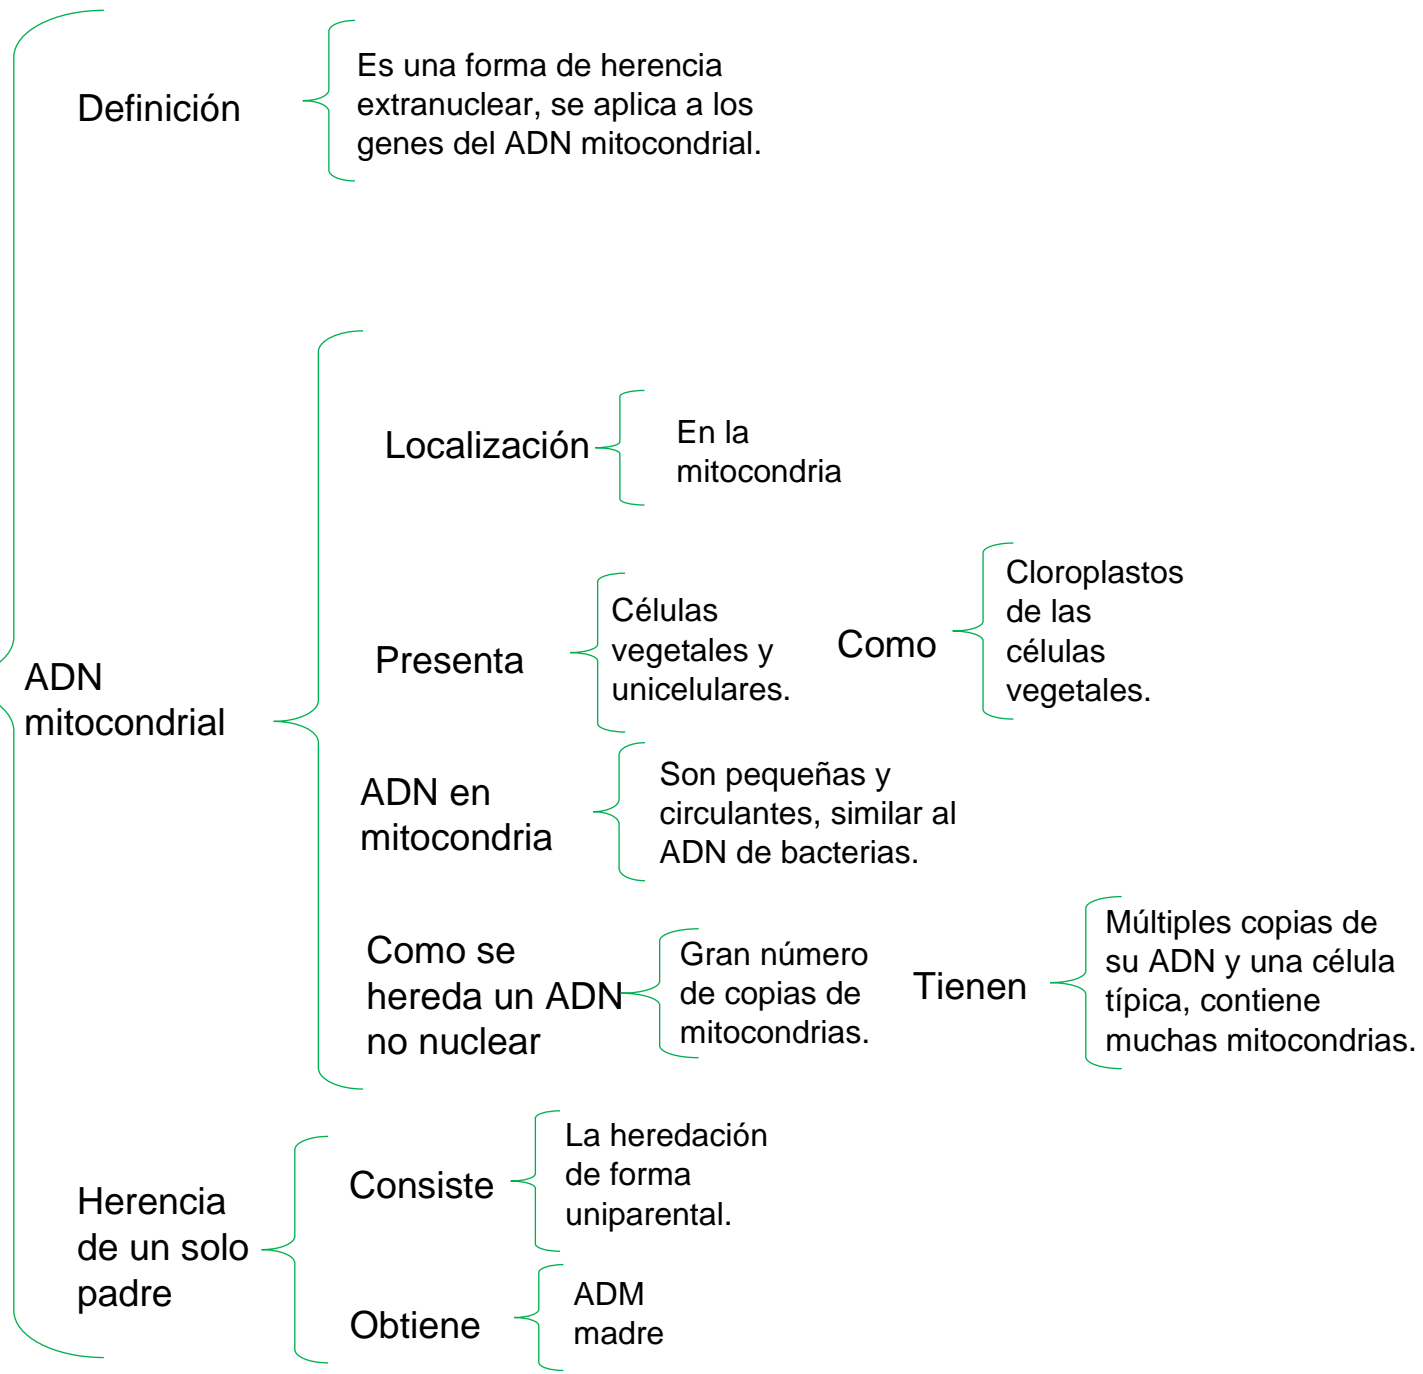 Definición
Es una forma de herencia
extranuclear, se aplica a los
genes del ADN mitocondrial.
ADN
mitocondrial
Localización
En la
mitocondria
Presenta
Células
vegetales y
unicelulares.
Como
Cloroplastos
de las
células
vegetales.
ADN en
mitocondria
Son pequeñas y
circulantes, similar al
ADN de bacterias.
Como se
hereda un ADN
no nuclear
Gran número
de copias de
mitocondrias.
Tienen
Múltiples copias de
su ADN y una célula
típica, contiene
muchas mitocondrias.
Herencia
de un solo
padre
Consiste
La heredación
de forma
uniparental.
Obtiene
ADM
madre